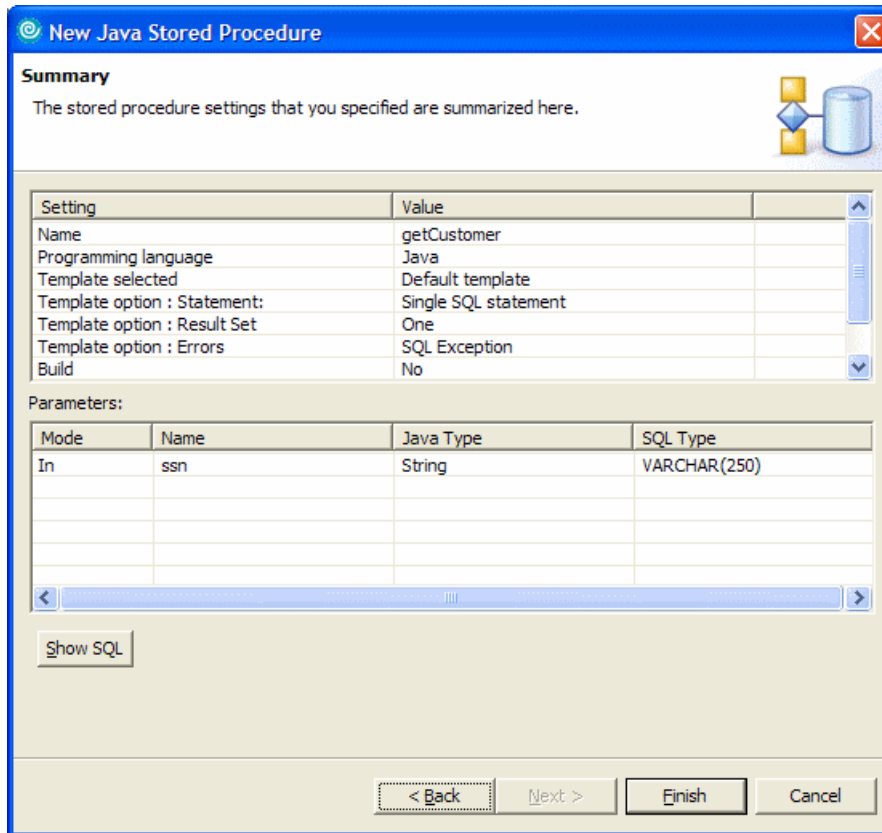 New Java Stored Procedure
Summary
The stored procedure settings that you specified are summarized here.
Setting Value
Name getCustomer
Programming language Java
Template selected Default template
Template option : Statement: Single SQL statement
Template option : Result Set One
Template option : Errors SQL Exception
Build No
Parameters:
Mode Name Java Type SQL Type
In ssn String VARCHAR(250)
Show SQL
< Back Next > Finish Cancel